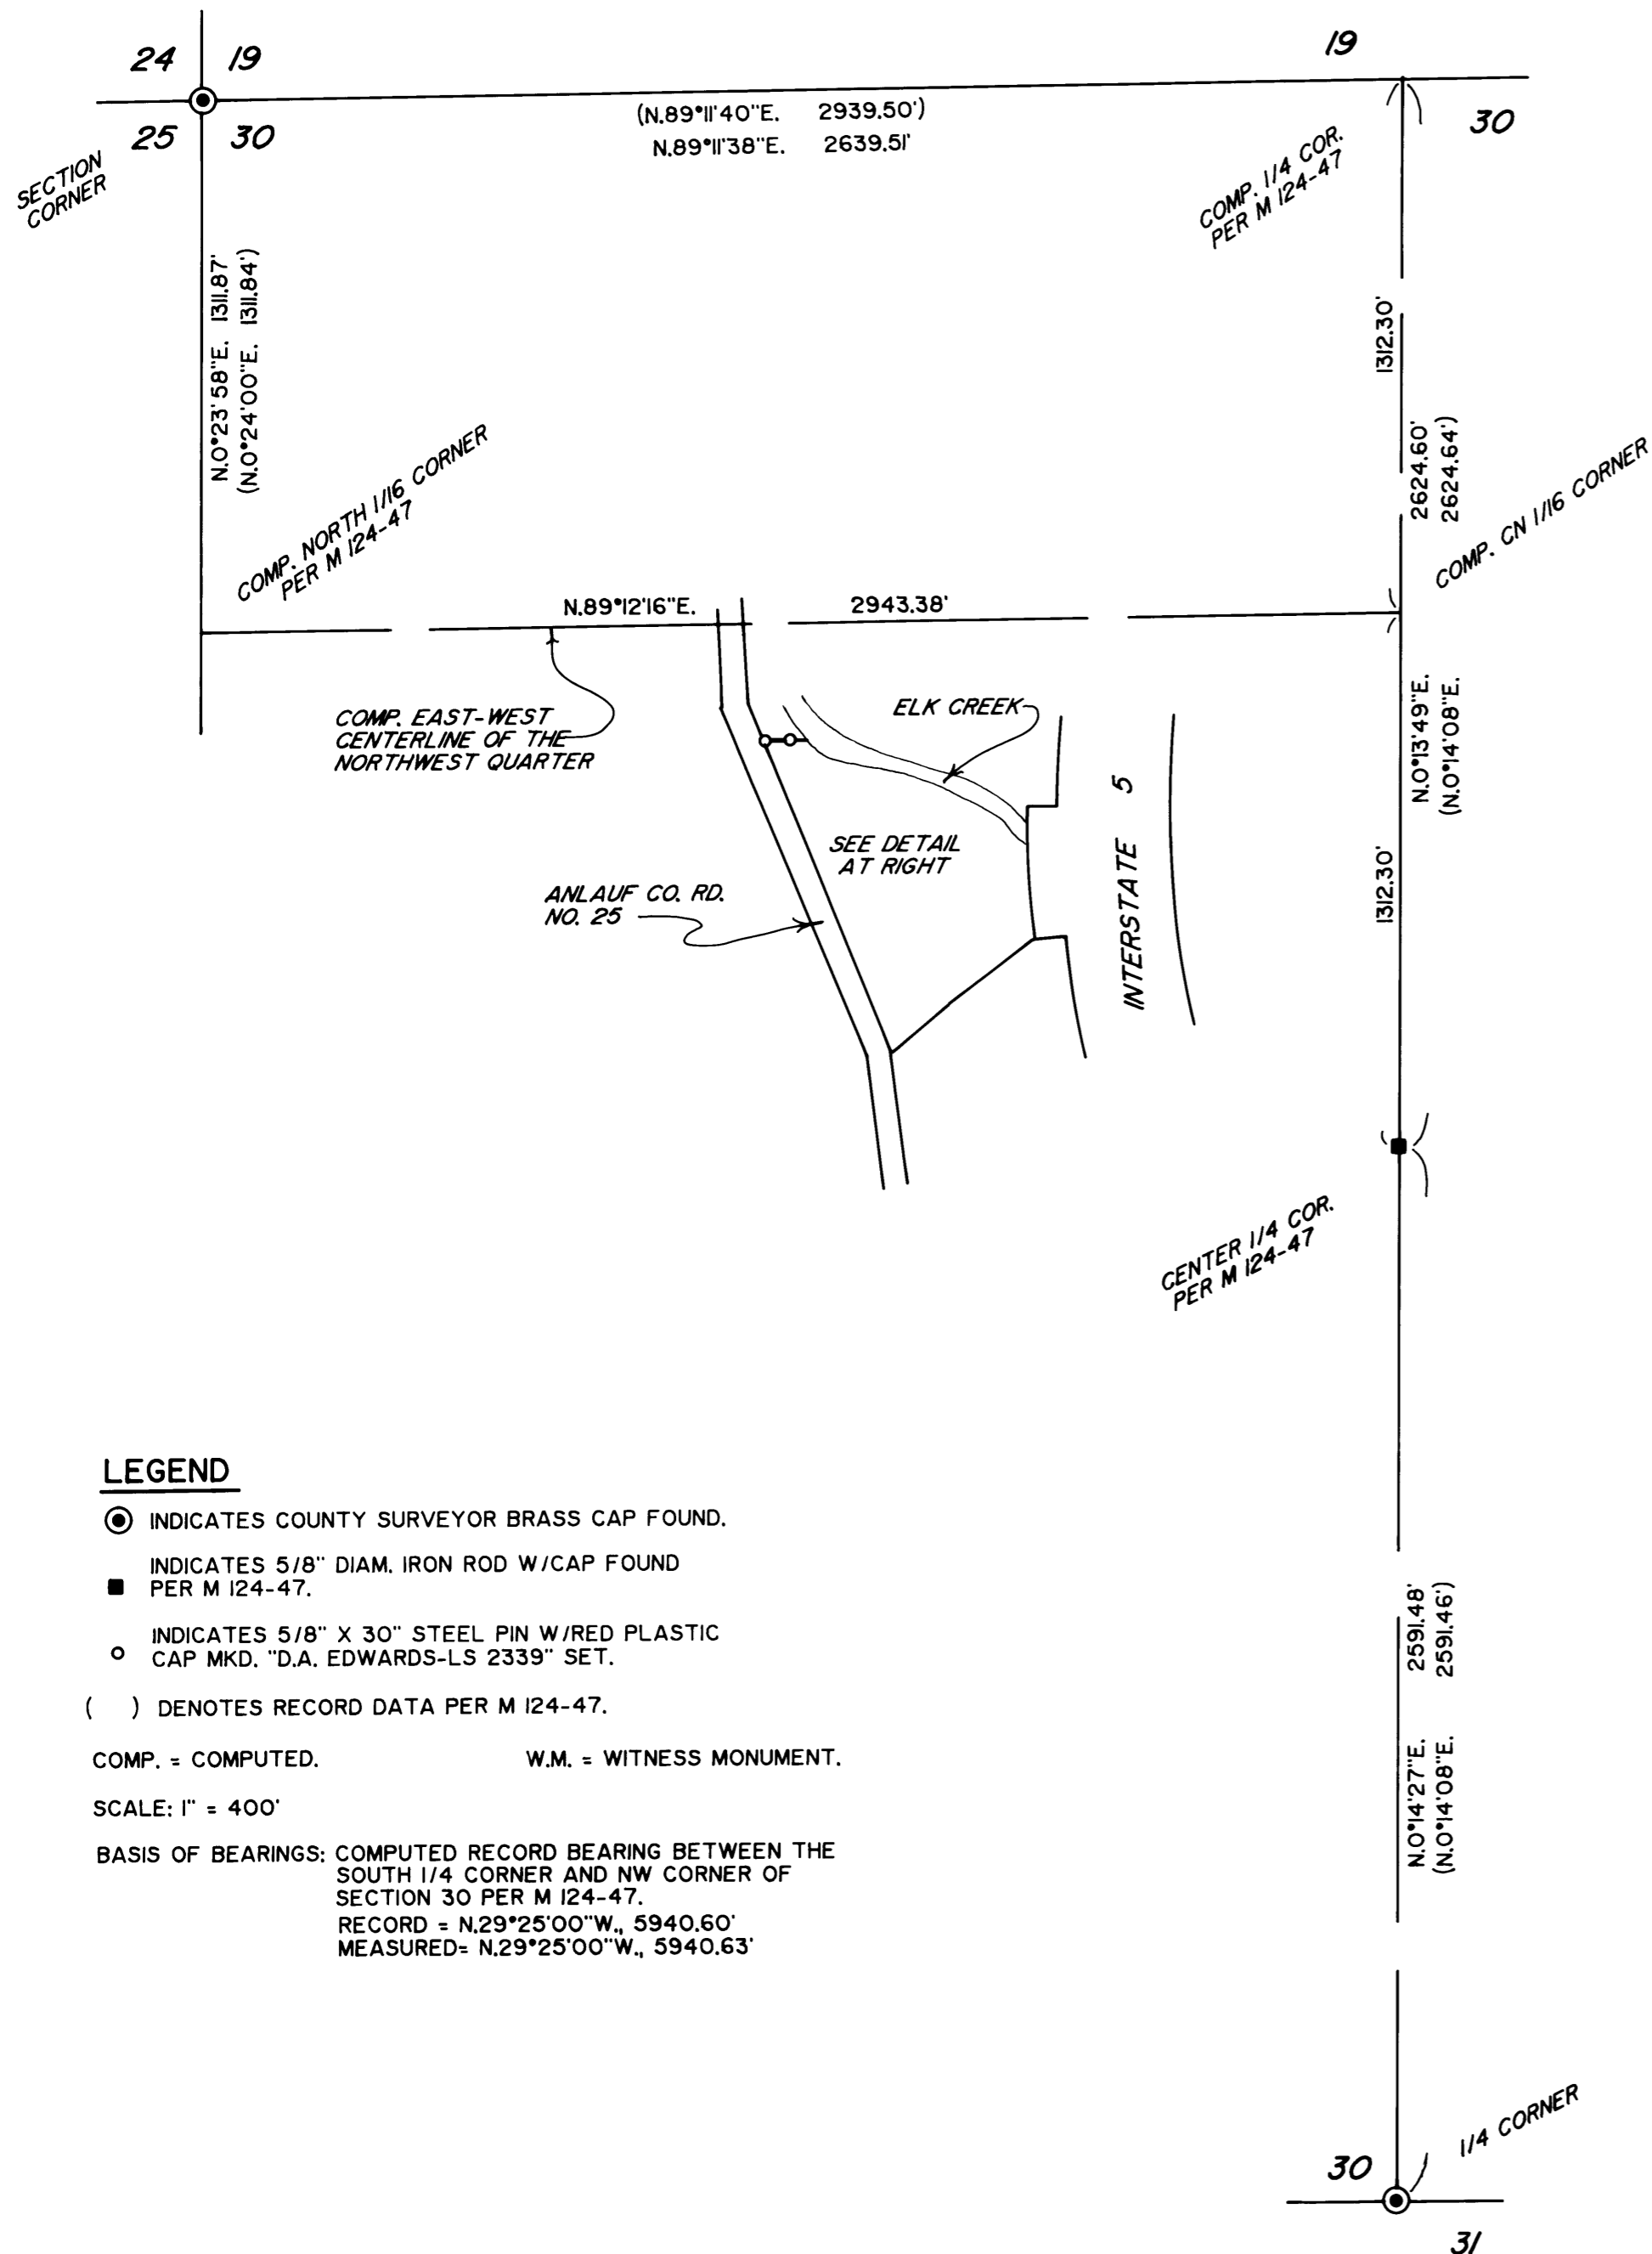 24 19
19
25 30
30
SECTION
CORNER
(N.89°11'40"E. 2939.50')
N.89°11'38"E. 2639.51'
COMP. 1/4 COR.
PER M 124-47
N.0°23'58"E. 1311.87'
(N.0°24'00"E. 1311.84')
1312.30'
2624.60'
2624.64')
COMP. NORTH 1/16 CORNER
PER M 124-47
COMP. CN 1/16 CORNER
N.89°12'16"E. 2943.38'
COMP. EAST-WEST
CENTERLINE OF THE
NORTHWEST QUARTER
ELK CREEK
N.0°13'49"E.
(N.0°14'08"E.
SEE DETAIL
AT RIGHT
INTERSTATE 5
ANLAUF CO. RD.
NO. 25
1312.30'
CENTER 1/4 COR.
PER M 124-47
LEGEND
INDICATES COUNTY SURVEYOR BRASS CAP FOUND.
INDICATES 5/8" DIAM. IRON ROD W/CAP FOUND
PER M 124-47.
INDICATES 5/8" X 30" STEEL PIN W/RED PLASTIC
CAP MKD. "D.A. EDWARDS-LS 2339" SET.
( ) DENOTES RECORD DATA PER M 124-47.
COMP. = COMPUTED. W.M. = WITNESS MONUMENT.
SCALE: 1" = 400'
BASIS OF BEARINGS: COMPUTED RECORD BEARING BETWEEN THE
SOUTH 1/4 CORNER AND NW CORNER OF
SECTION 30 PER M 124-47.
RECORD = N.29°25'00"W., 5940.60'
MEASURED= N.29°25'00"W., 5940.63'
N.0°14'27"E. 2591.48'
(N.0°14'08"E. 2591.46')
1/4 CORNER
30
31